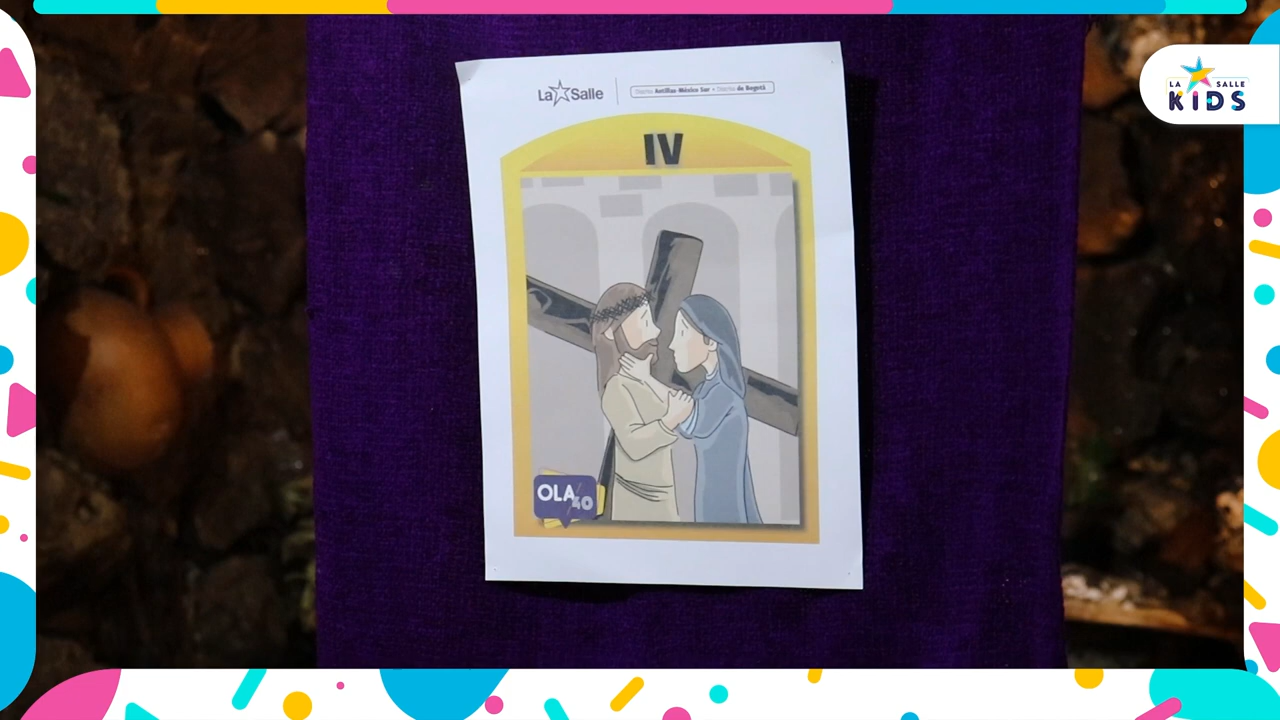 LA SALLE
KIDS
La Salle
Distrito Antillas-México Sur • Distrito de Bogotá
IV
OLA/40